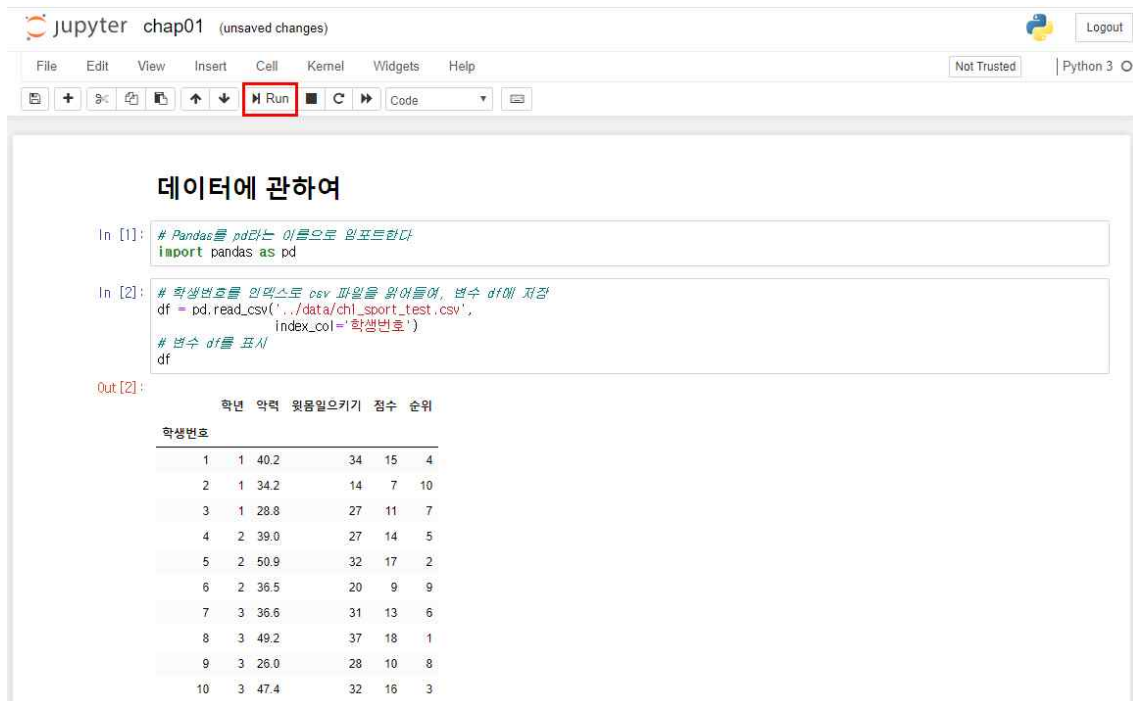 jupyter chap01 (unsaved changes) Logout
File Edit View Insert Cell Kernel Widgets Help Not Trusted Python 3
Run Code
데이터에 관하여
In [1]: # Pandas를 pd라는 이름으로 임포트한다
import pandas as pd
In [2]: # 학생번호를 인덱스로 csv 파일을 읽어들여, 변수 df에 저장
df = pd.read_csv('../data/ch1_sport_test.csv',
index_col='학생번호')
# 변수 df를 표시
df
Out[2]:
학년 악력 윗몸일으키기 점수 순위
학생번호
1 1 40.2 34 15 4
2 1 34.2 14 7 10
3 1 28.8 27 11 7
4 2 39.0 27 14 5
5 2 50.9 32 17 2
6 2 36.5 20 9 9
7 3 36.6 31 13 6
8 3 49.2 37 18 1
9 3 26.0 28 10 8
10 3 47.4 32 16 3